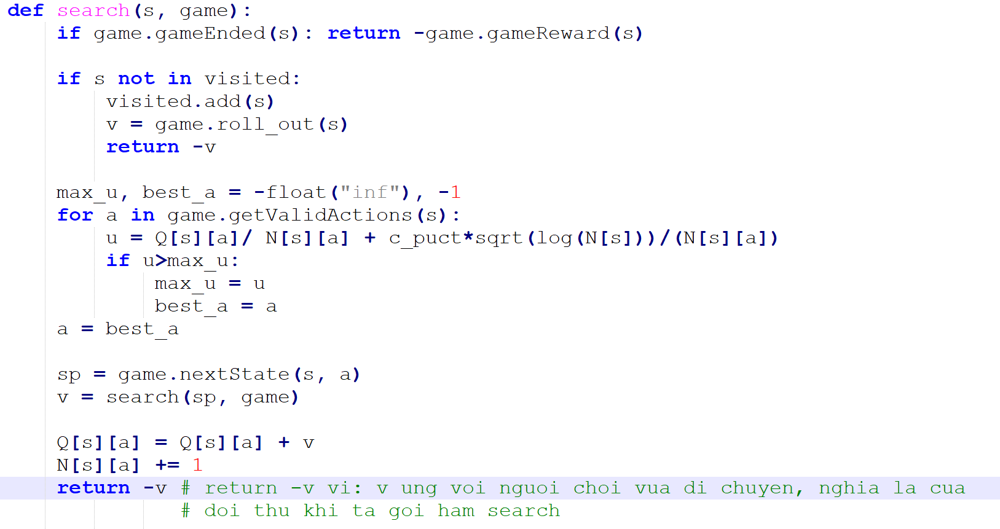 def search(s, game):
    if game.gameEnded(s): return -game.gameReward(s)
    if s not in visited:
        visited.add(s)
        v = game.roll_out(s)
        return -v
    max_u, best_a = -float("inf"), -1
    for a in game.getValidActions(s):
        u = Q[s][a]/ N[s][a] + c_puct*sqrt(log(N[s]))/(N[s][a])
        if u>max_u:
            max_u = u
            best_a = a
    a = best_a
    sp = game.nextState(s, a)
    v = search(sp, game)
    Q[s][a] = Q[s][a] + v
    N[s][a] += 1
    return -v # return -v vi: v ung voi nguoi choi vua di chuyen, nghia la cua
              # doi thu khi ta goi ham search